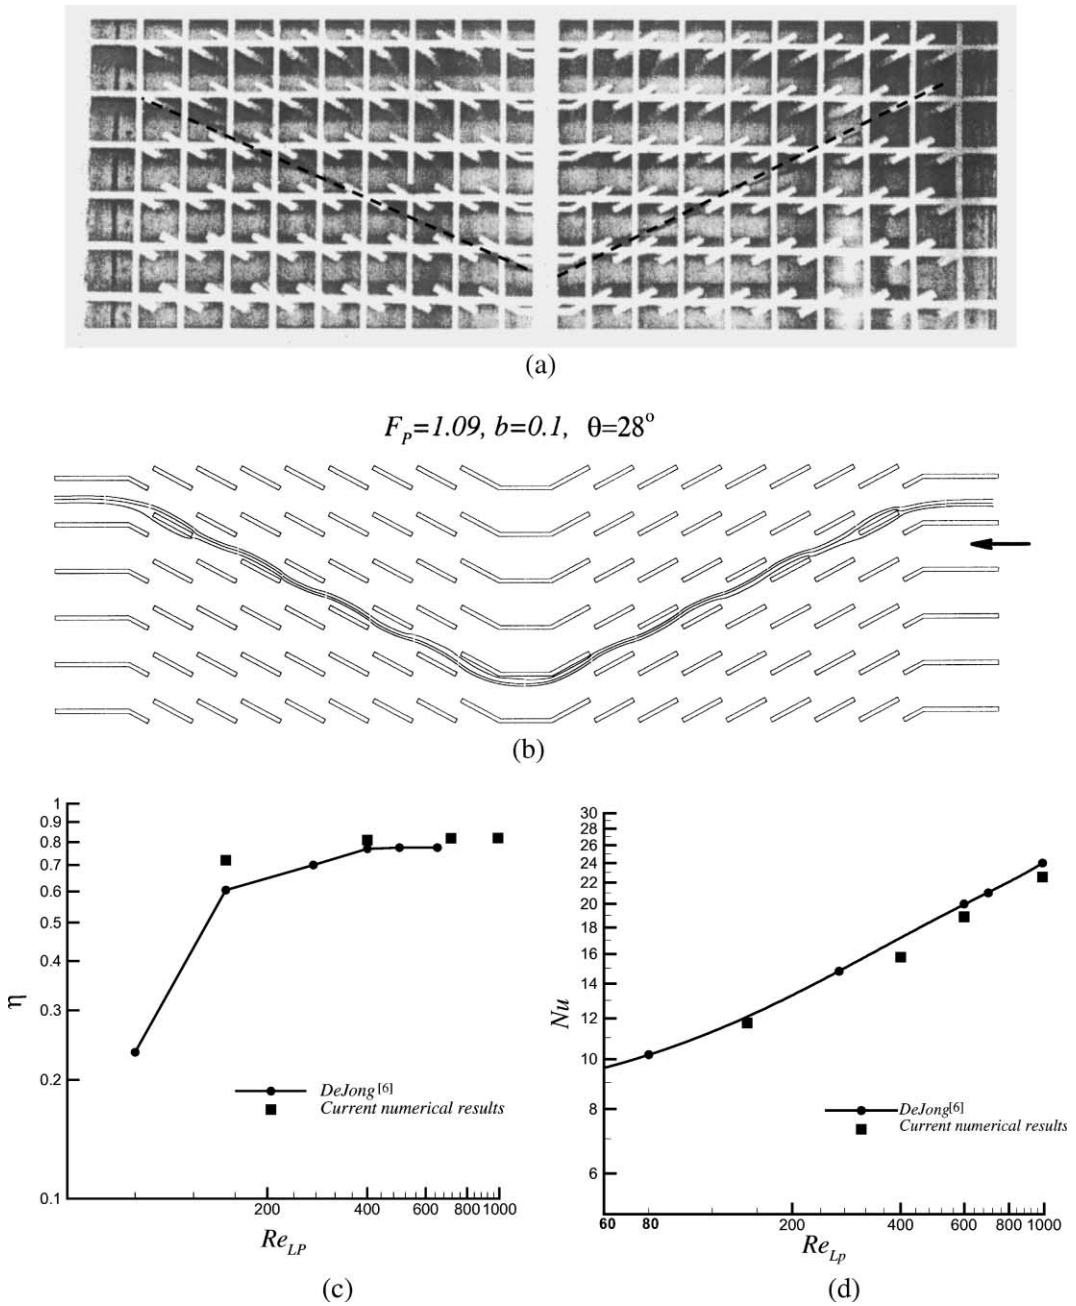 (a)
F_P=1.09, b=0.1, θ=28°
(b)
1
0.9
0.8
0.7
0.6
0.5
0.4
0.3
0.2
0.1
η
DeJong[6]
Current numerical results
200
400
600
800
1000
Re_LP
(c)
30
28
26
24
22
20
18
16
14
12
10
8
6
Nu
DeJong[6]
Current numerical results
60
80
200
400
600
800
1000
Re_Lp
(d)